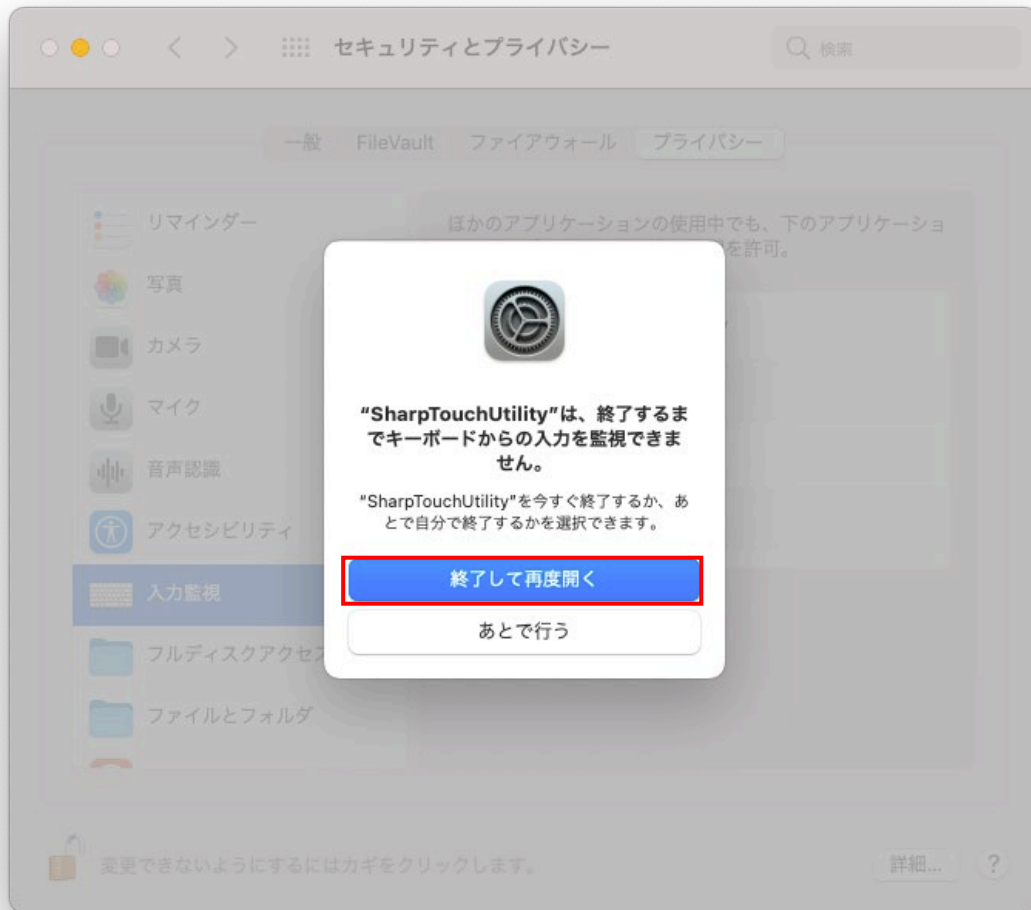 セキュリティとプライバシー
検索
一般 FileVault ファイアウォール プライバシー
リマインダー
写真
カメラ
マイク
音声認識
アクセシビリティ
入力監視
フルディスクアクセス
ファイルとフォルダ
ほかのアプリケーションの使用中でも、下のアプリケーショ
を許可。
“SharpTouchUtility”は、終了するま
でキーボードからの入力を監視できま
せん。
“SharpTouchUtility”を今すぐ終了するか、あ
とで自分で終了するかを選択できます。
終了して再度開く
あとで行う
変更できないようにするにはカギをクリックします。
詳細... ?